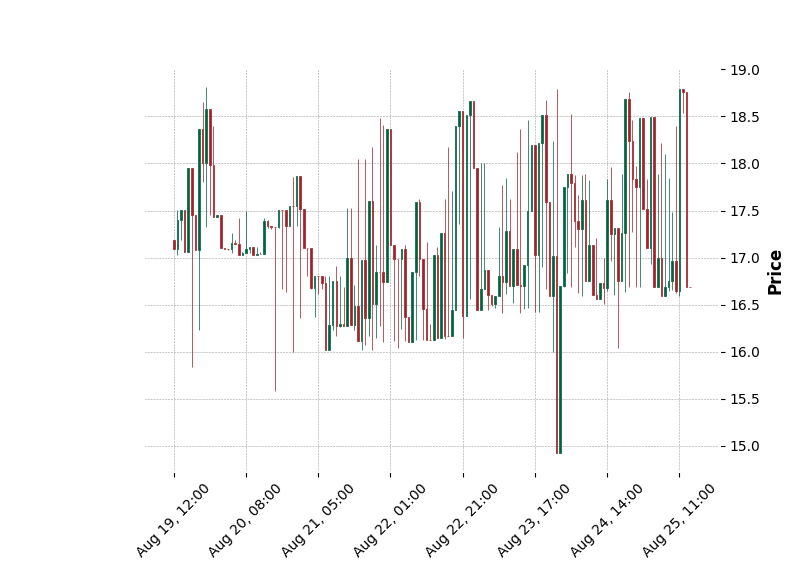 19.0
18.5
18.0
17.5
17.0
16.5
16.0
15.5
15.0
Price
Aug 19, 12:00
Aug 20, 08:00
Aug 21, 05:00
Aug 22, 01:00
Aug 22, 21:00
Aug 23, 17:00
Aug 24, 14:00
Aug 25, 11:00